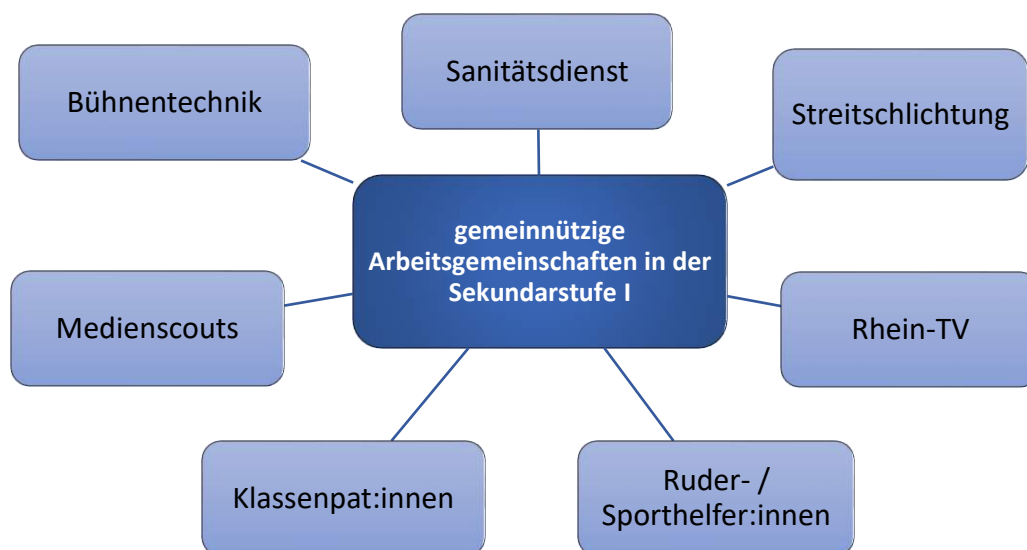 Sanitätsdienst
Bühnentechnik
Streitschlichtung
gemeinnützige
Arbeitsgemeinschaften in der
Sekundarstufe I
Medienscouts
Rhein-TV
Klassenpat:innen
Ruder- /
Sporthelfer:innen